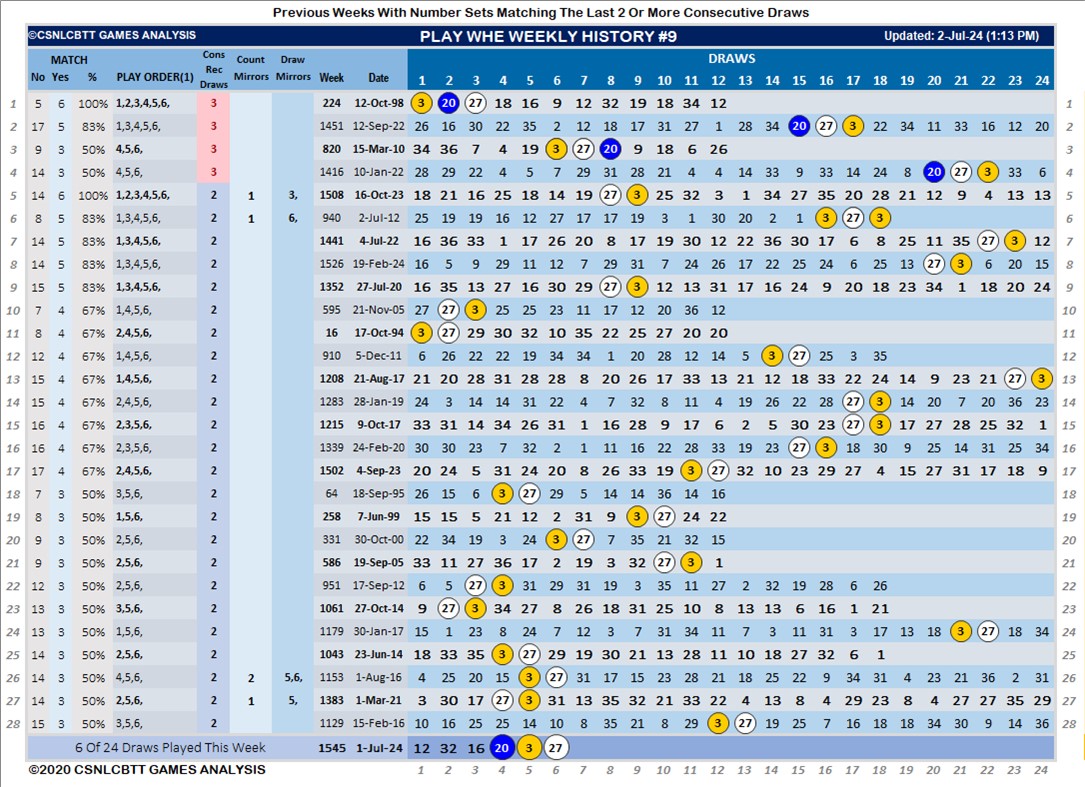 Previous Weeks With Number Sets Matching The Last 2 Or More Consecutive Draws
©CSNLCBTT GAMES ANALYSIS PLAY WHE WEEKLY HISTORY #9 Updated: 2-Jul-24 (1:13 PM)
MATCH Cons Rec Draws Count Mirrors Draw Mirrors DRAWS
No Yes % PLAY ORDER(1) Week Date 1 2 3 4 5 6 7 8 9 10 11 12 13 14 15 16 17 18 19 20 21 22 23 24
1 5 6 100% 1,2,3,4,5,6, 3 224 12-Oct-98 3 20 27 18 16 9 12 32 19 18 34 12 1
2 17 5 83% 1,3,4,5,6, 3 1451 12-Sep-22 26 16 30 22 35 2 12 18 17 31 27 1 28 34 20 27 3 22 34 11 33 16 12 20 2
3 9 3 50% 4,5,6, 3 820 15-Mar-10 34 36 7 4 19 3 27 20 9 18 6 26 3
4 14 3 50% 4,5,6, 3 1416 10-Jan-22 28 29 22 4 5 7 29 31 28 21 4 4 14 33 9 33 14 24 8 20 27 3 33 6 4
5 14 6 100% 1,2,3,4,5,6, 2 1 3, 1508 16-Oct-23 18 21 16 25 18 14 19 27 3 25 32 3 1 34 27 35 20 28 21 12 9 4 13 13 5
6 8 5 83% 1,3,4,5,6, 2 1 6, 940 2-Jul-12 25 19 19 16 12 27 17 17 19 3 1 30 20 2 1 3 27 3 6
7 14 5 83% 1,3,4,5,6, 2 1441 4-Jul-22 16 36 33 1 17 26 20 8 17 19 30 12 22 36 30 17 6 8 25 11 35 27 3 12 7
8 14 5 83% 1,3,4,5,6, 2 1526 19-Feb-24 16 5 9 29 11 12 7 29 31 7 24 26 17 22 25 24 6 25 13 27 3 6 20 15 8
9 15 5 83% 1,3,4,5,6, 2 1352 27-Jul-20 16 35 13 27 16 30 29 27 3 12 13 31 17 16 24 9 20 18 23 34 1 18 20 24 9
10 7 4 67% 1,4,5,6, 2 595 21-Nov-05 27 27 3 25 25 23 11 17 12 20 36 12 10
11 8 4 67% 2,4,5,6, 2 16 17-Oct-94 3 27 29 30 32 10 35 22 25 27 20 20 11
12 12 4 67% 1,4,5,6, 2 910 5-Dec-11 6 26 22 22 19 34 34 1 20 28 12 14 5 3 27 25 3 35 12
13 15 4 67% 1,4,5,6, 2 1208 21-Aug-17 21 20 28 31 28 28 8 20 26 17 33 13 21 12 18 33 22 24 14 9 23 21 27 3 13
14 15 4 67% 2,4,5,6, 2 1283 28-Jan-19 24 3 14 14 31 22 4 7 32 8 11 4 19 26 22 28 27 3 14 20 7 20 36 23 14
15 16 4 67% 2,3,5,6, 2 1215 9-Oct-17 33 31 14 34 26 31 1 16 28 9 17 6 2 5 30 23 27 3 17 27 28 25 32 1 15
16 16 4 67% 2,3,5,6, 2 1339 24-Feb-20 30 30 23 7 32 2 1 11 16 22 28 33 19 23 27 3 18 30 9 25 14 31 25 34 16
17 17 4 67% 2,4,5,6, 2 1502 4-Sep-23 20 24 5 31 24 20 8 26 33 19 3 27 32 10 23 29 27 4 15 27 31 17 18 9 17
18 7 3 50% 3,5,6, 2 64 18-Sep-95 26 15 6 3 27 29 5 14 14 36 14 16 18
19 8 3 50% 1,5,6, 2 258 7-Jun-99 15 15 5 21 12 2 31 9 3 27 24 22 19
20 9 3 50% 2,5,6, 2 331 30-Oct-00 22 34 19 3 24 3 27 7 35 21 32 15 20
21 9 3 50% 2,5,6, 2 586 19-Sep-05 33 11 27 36 17 2 19 3 32 27 3 1 21
22 12 3 50% 2,5,6, 2 951 17-Sep-12 6 5 27 3 31 29 31 19 3 35 11 27 2 32 19 28 6 26 22
23 13 3 50% 3,5,6, 2 1061 27-Oct-14 9 27 3 34 27 8 26 18 31 25 10 8 13 13 6 16 1 21 23
24 13 3 50% 1,5,6, 2 1179 30-Jan-17 15 1 23 8 24 7 12 3 7 31 34 11 7 3 11 31 3 17 13 18 3 27 18 34 24
25 14 3 50% 2,5,6, 2 1043 23-Jun-14 18 33 35 3 27 29 19 30 21 13 28 11 10 18 27 32 6 1 25
26 14 3 50% 4,5,6, 2 2 5,6, 1153 1-Aug-16 4 25 20 15 3 27 31 17 15 23 28 21 18 25 22 9 34 31 4 23 21 36 2 31 26
27 14 3 50% 2,5,6, 2 1 5, 1383 1-Mar-21 3 30 17 27 3 31 13 35 32 21 33 22 4 13 8 4 29 23 8 4 27 27 35 29 27
28 15 3 50% 3,5,6, 2 1129 15-Feb-16 10 16 25 25 14 10 8 35 21 8 29 3 27 19 25 7 16 18 18 34 30 9 14 36 28
6 Of 24 Draws Played This Week 1545 1-Jul-24 12 32 16 20 3 27
©2020 CSNLCBTT GAMES ANALYSIS 1 2 3 4 5 6 7 8 9 10 11 12 13 14 15 16 17 18 19 20 21 22 23 24